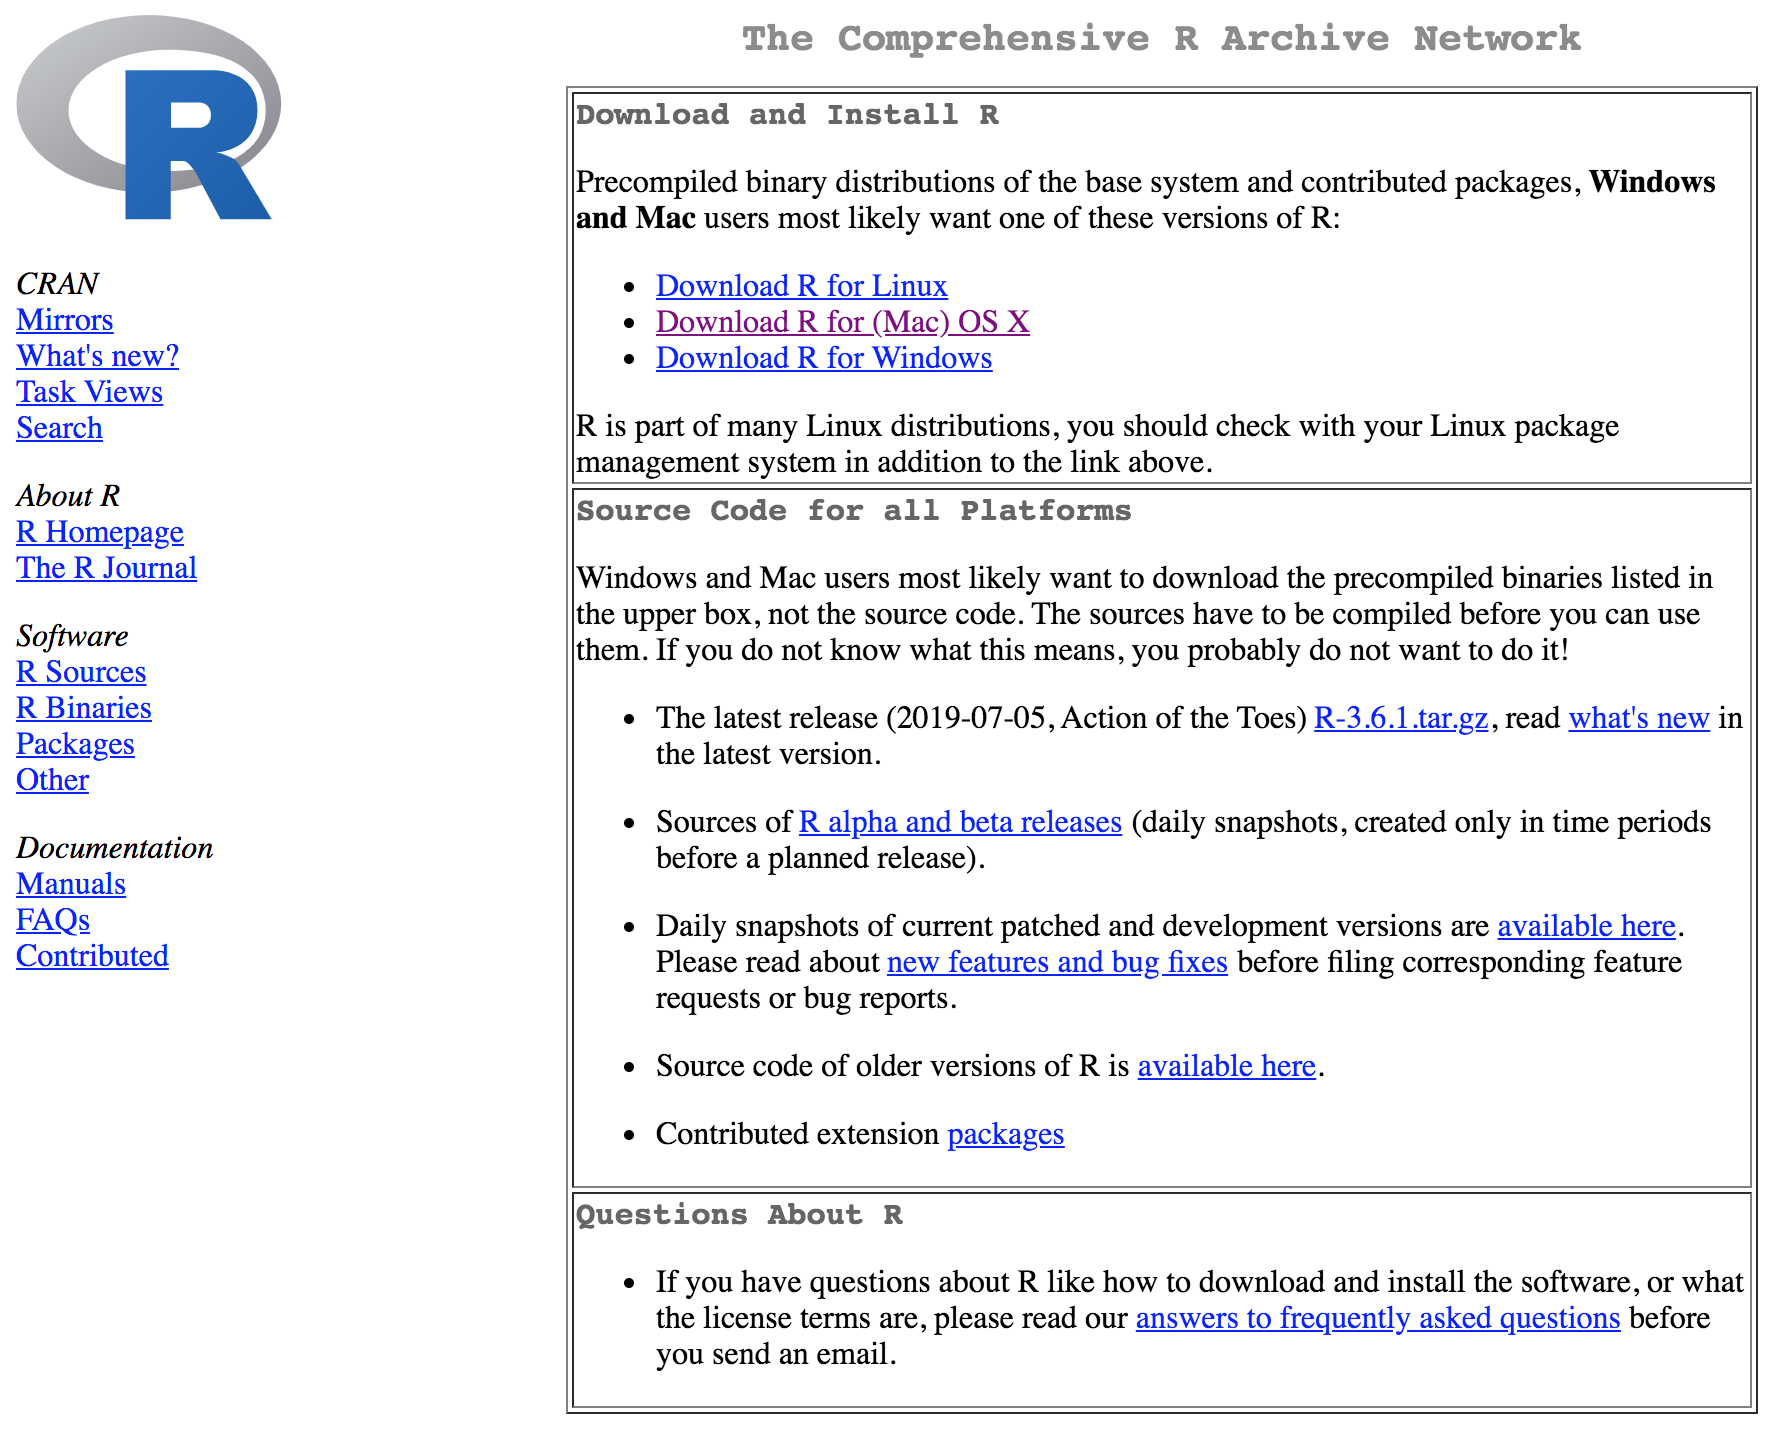 R
CRAN
Mirrors
What's new?
Task Views
Search
About R
R Homepage
The R Journal
Software
R Sources
R Binaries
Packages
Other
Documentation
Manuals
FAQs
Contributed
The Comprehensive R Archive Network
Download and Install R
Precompiled binary distributions of the base system and contributed packages, Windows
and Mac users most likely want one of these versions of R:
Download R for Linux
Download R for (Mac) OS X
Download R for Windows
R is part of many Linux distributions, you should check with your Linux package
management system in addition to the link above.
Source Code for all Platforms
Windows and Mac users most likely want to download the precompiled binaries listed in
the upper box, not the source code. The sources have to be compiled before you can use
them. If you do not know what this means, you probably do not want to do it!
The latest release (2019-07-05, Action of the Toes) R-3.6.1.tar.gz, read what's new in
the latest version.
Sources of R alpha and beta releases (daily snapshots, created only in time periods
before a planned release).
Daily snapshots of current patched and development versions are available here.
Please read about new features and bug fixes before filing corresponding feature
requests or bug reports.
Source code of older versions of R is available here.
Contributed extension packages
Questions About R
If you have questions about R like how to download and install the software, or what
the license terms are, please read our answers to frequently asked questions before
you send an email.